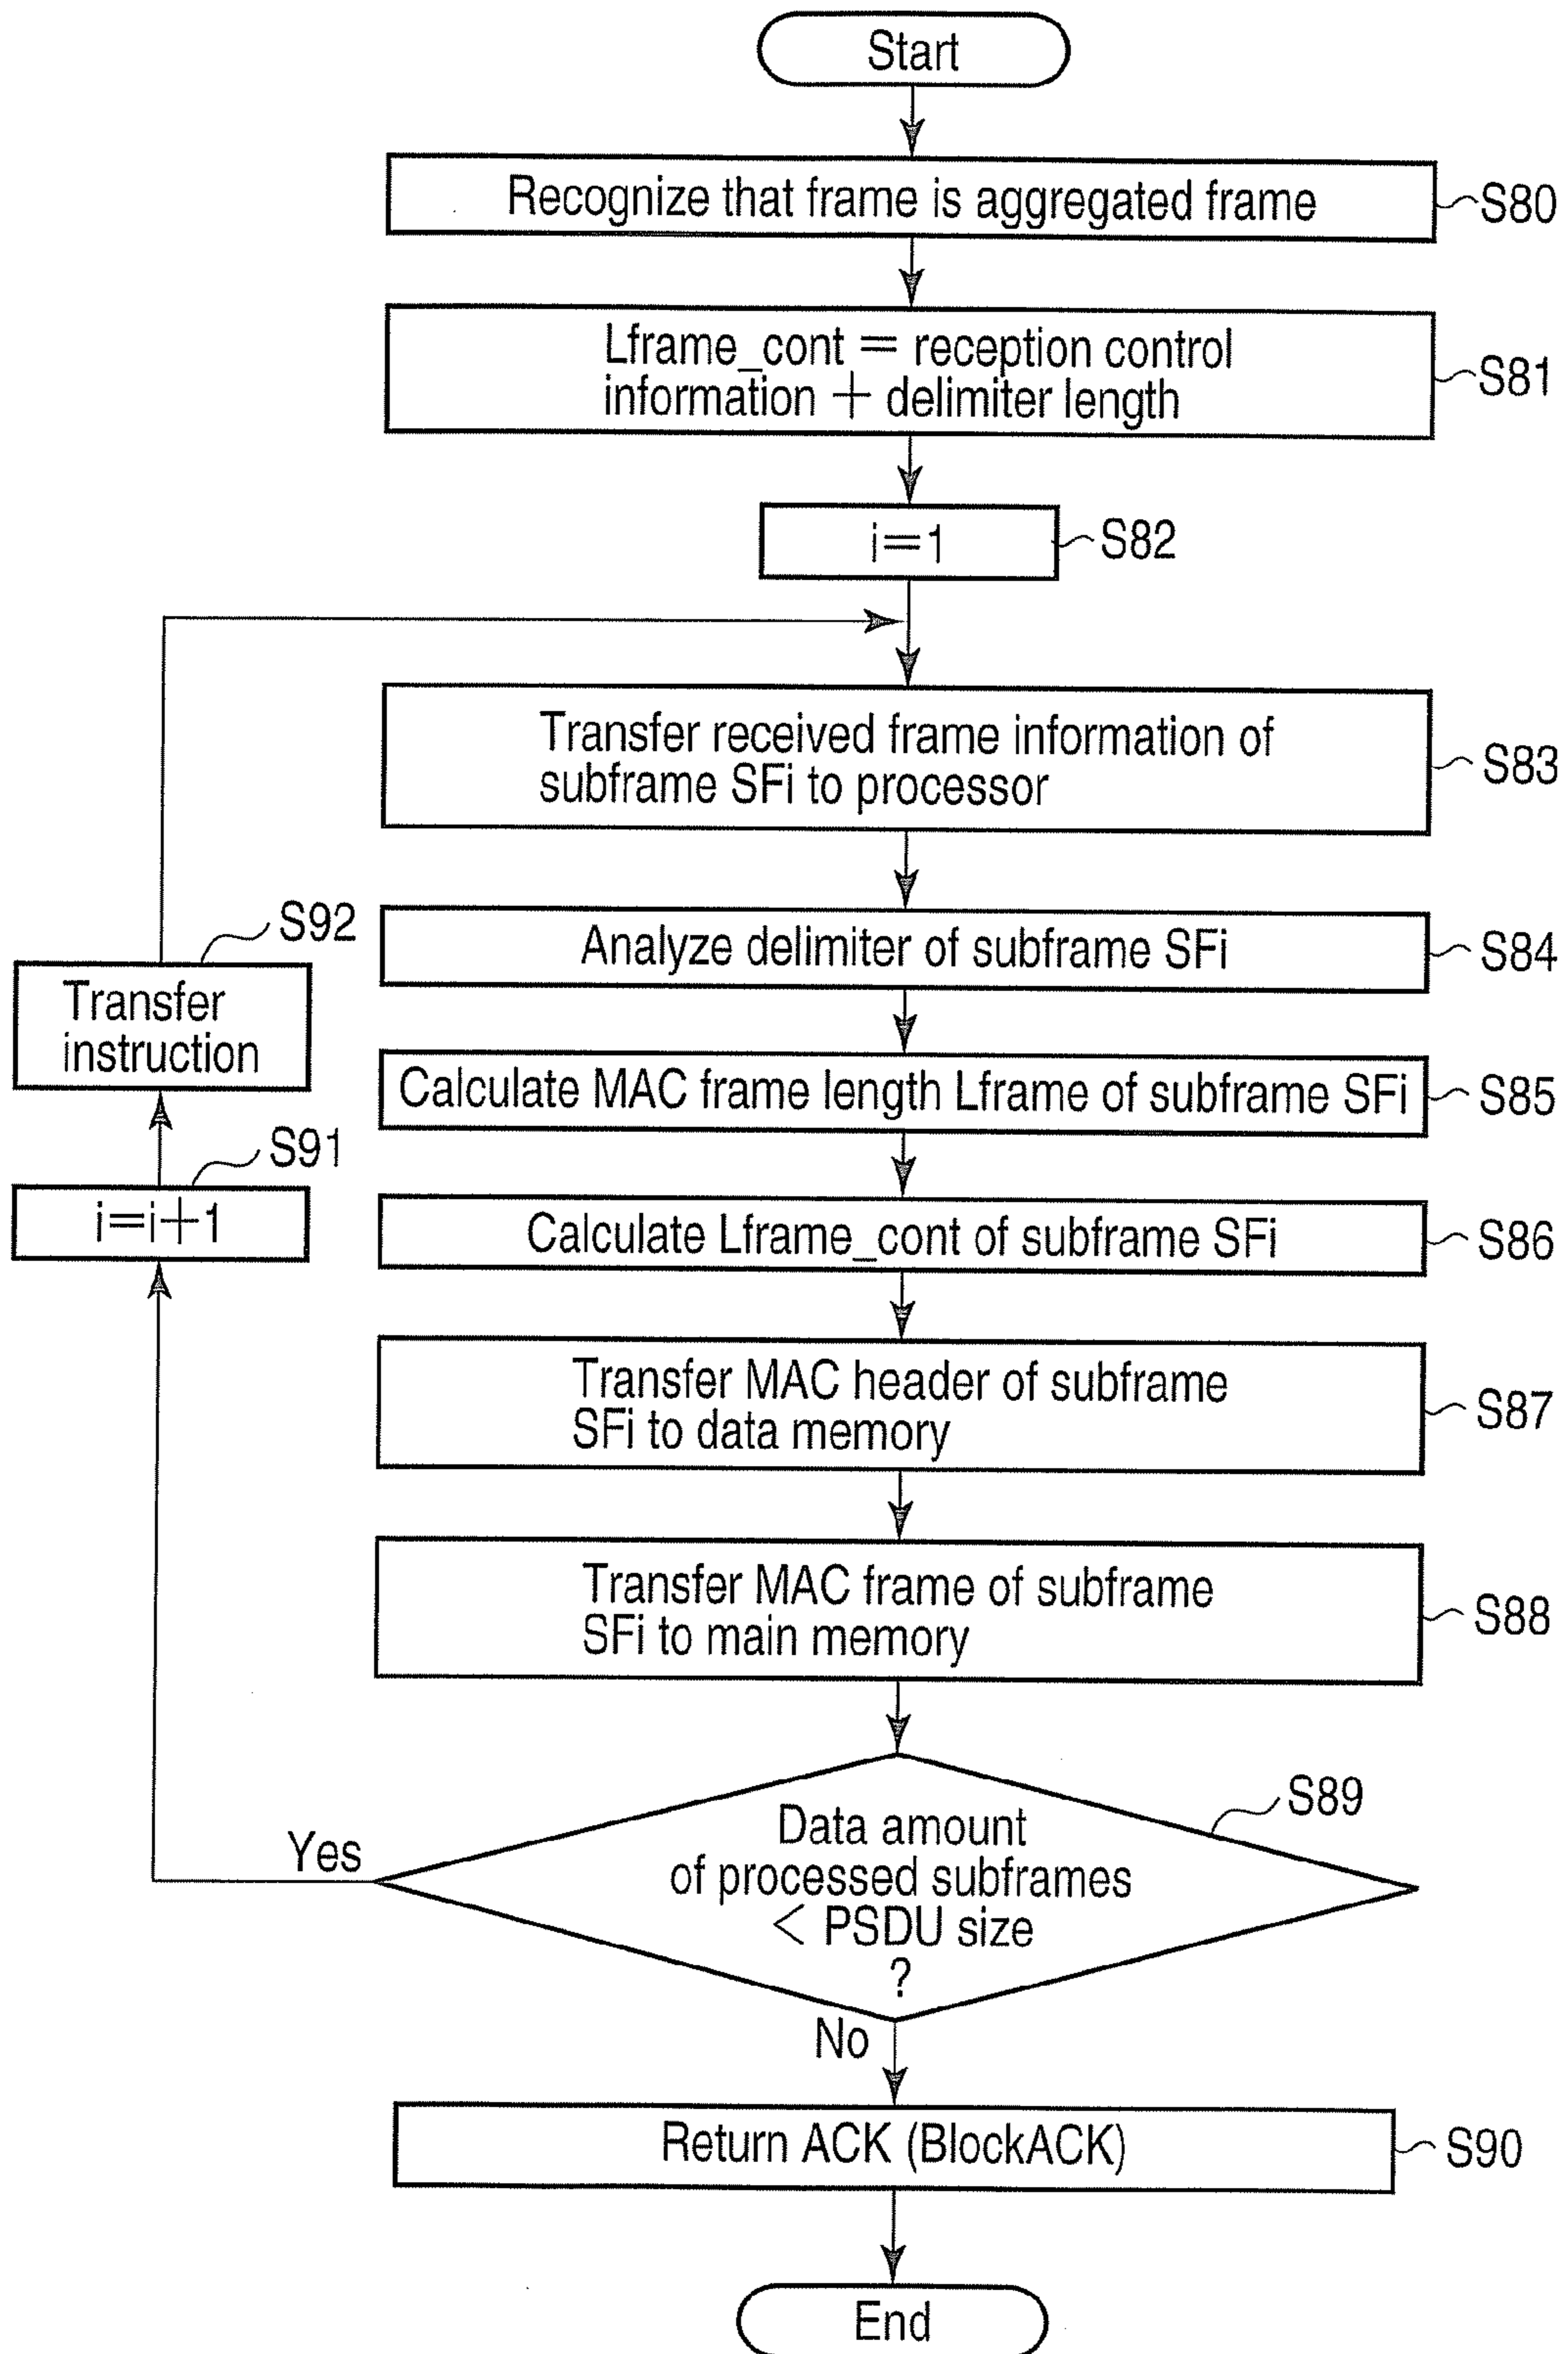 Start
Recognize that frame is aggregated frame
S80
Lframe_cont = reception control
information + delimiter length
S81
i=1
S82
Transfer received frame information of
subframe SFi to processor
S83
Analyze delimiter of subframe SFi
S84
S92
Transfer
instruction
Calculate MAC frame length Lframe of subframe SFi
S85
S91
i=i+1
Calculate Lframe_cont of subframe SFi
S86
Transfer MAC header of subframe
SFi to data memory
S87
Transfer MAC frame of subframe
SFi to main memory
S88
S89
Data amount
of processed subframes
< PSDU size
?
Yes
No
Return ACK (BlockACK)
S90
End